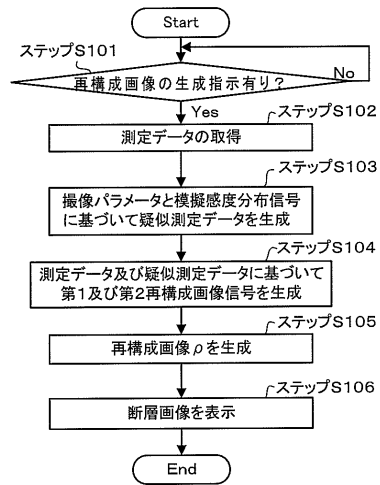 Start
ステップS101
再構成画像の生成指示有り？
No
Yes
ステップS102
測定データの取得
ステップS103
撮像パラメータと模擬感度分布信号
に基づいて疑似測定データを生成
ステップS104
測定データ及び疑似測定データに基づいて
第1及び第2再構成画像信号を生成
ステップS105
再構成画像ρを生成
ステップS106
断層画像を表示
End